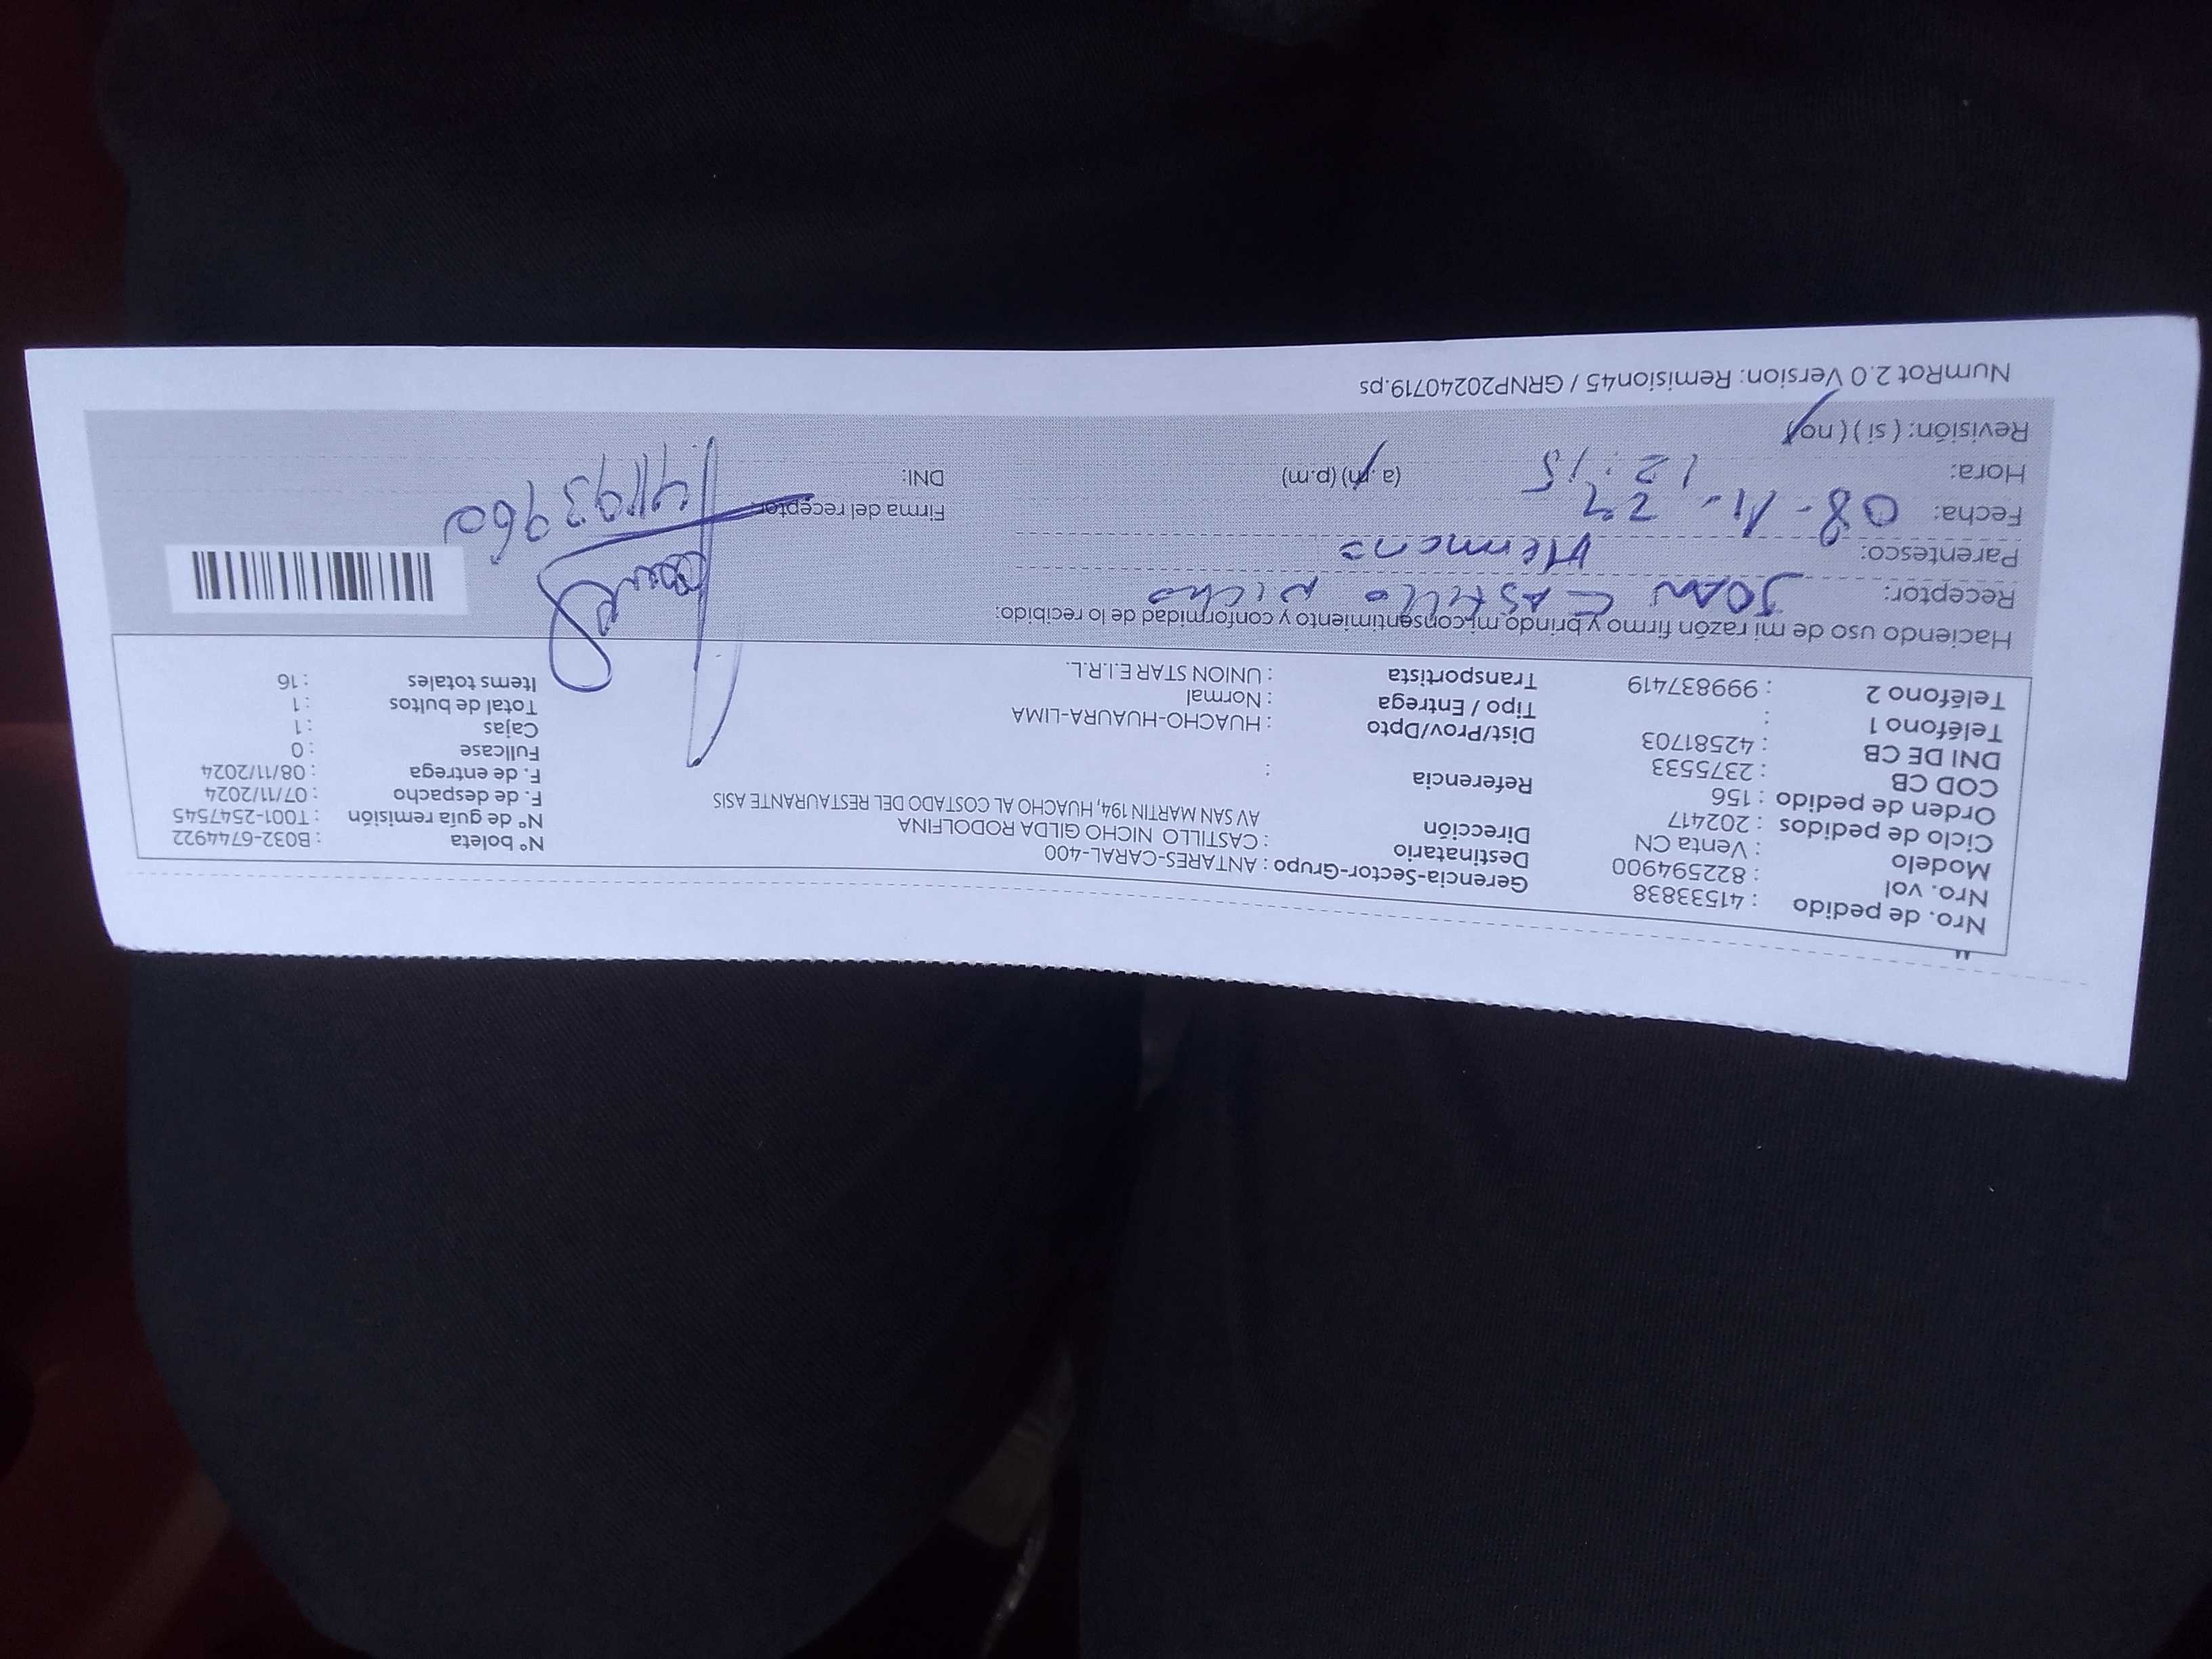 Nro. de pedido : 41533838
Nro. vol : 822594900
Modelo : Venta CN
Ciclo de pedidos : 202417
Orden de pedido : 156
COD CB : 2375533
DNI DE CB : 42581703
Teléfono 1 :
Teléfono 2 : 999837419
Gerencia-Sector-Grupo : ANTARES-CARAL-400
Destinatario : CASTILLO NICHO GILDA RODOLFINA
Dirección AV SAN MARTIN 194, HUACHO AL COSTADO DEL RESTAURANTE ASIS
Referencia :
Dist/Prov/Dpto : HUACHO-HUAURA-LIMA
Tipo / Entrega : Normal
Transportista : UNION STAR E.I.R.L.
N° boleta : B032-6744922
N° de guía remisión : T001-2547545
F. de despacho : 07/11/2024
F. de entrega : 08/11/2024
Fullcase : 0
Cajas : 1
Total de bultos : 1
Items totales : 16
Haciendo uso de mi razón firmo y brindo mi consentimiento y conformidad de lo recibido:
Receptor: JOAN CASTILLO NICHO
Parentesco: Hermano
Fecha: 08-11-24
Hora: 12:15 (a.m) (p.m)
Revisión: ( si ) ( no )
Firma del receptor:
DNI: 41193960
NumRot 2.0 Version: Remision45 / GRNP20240719.ps